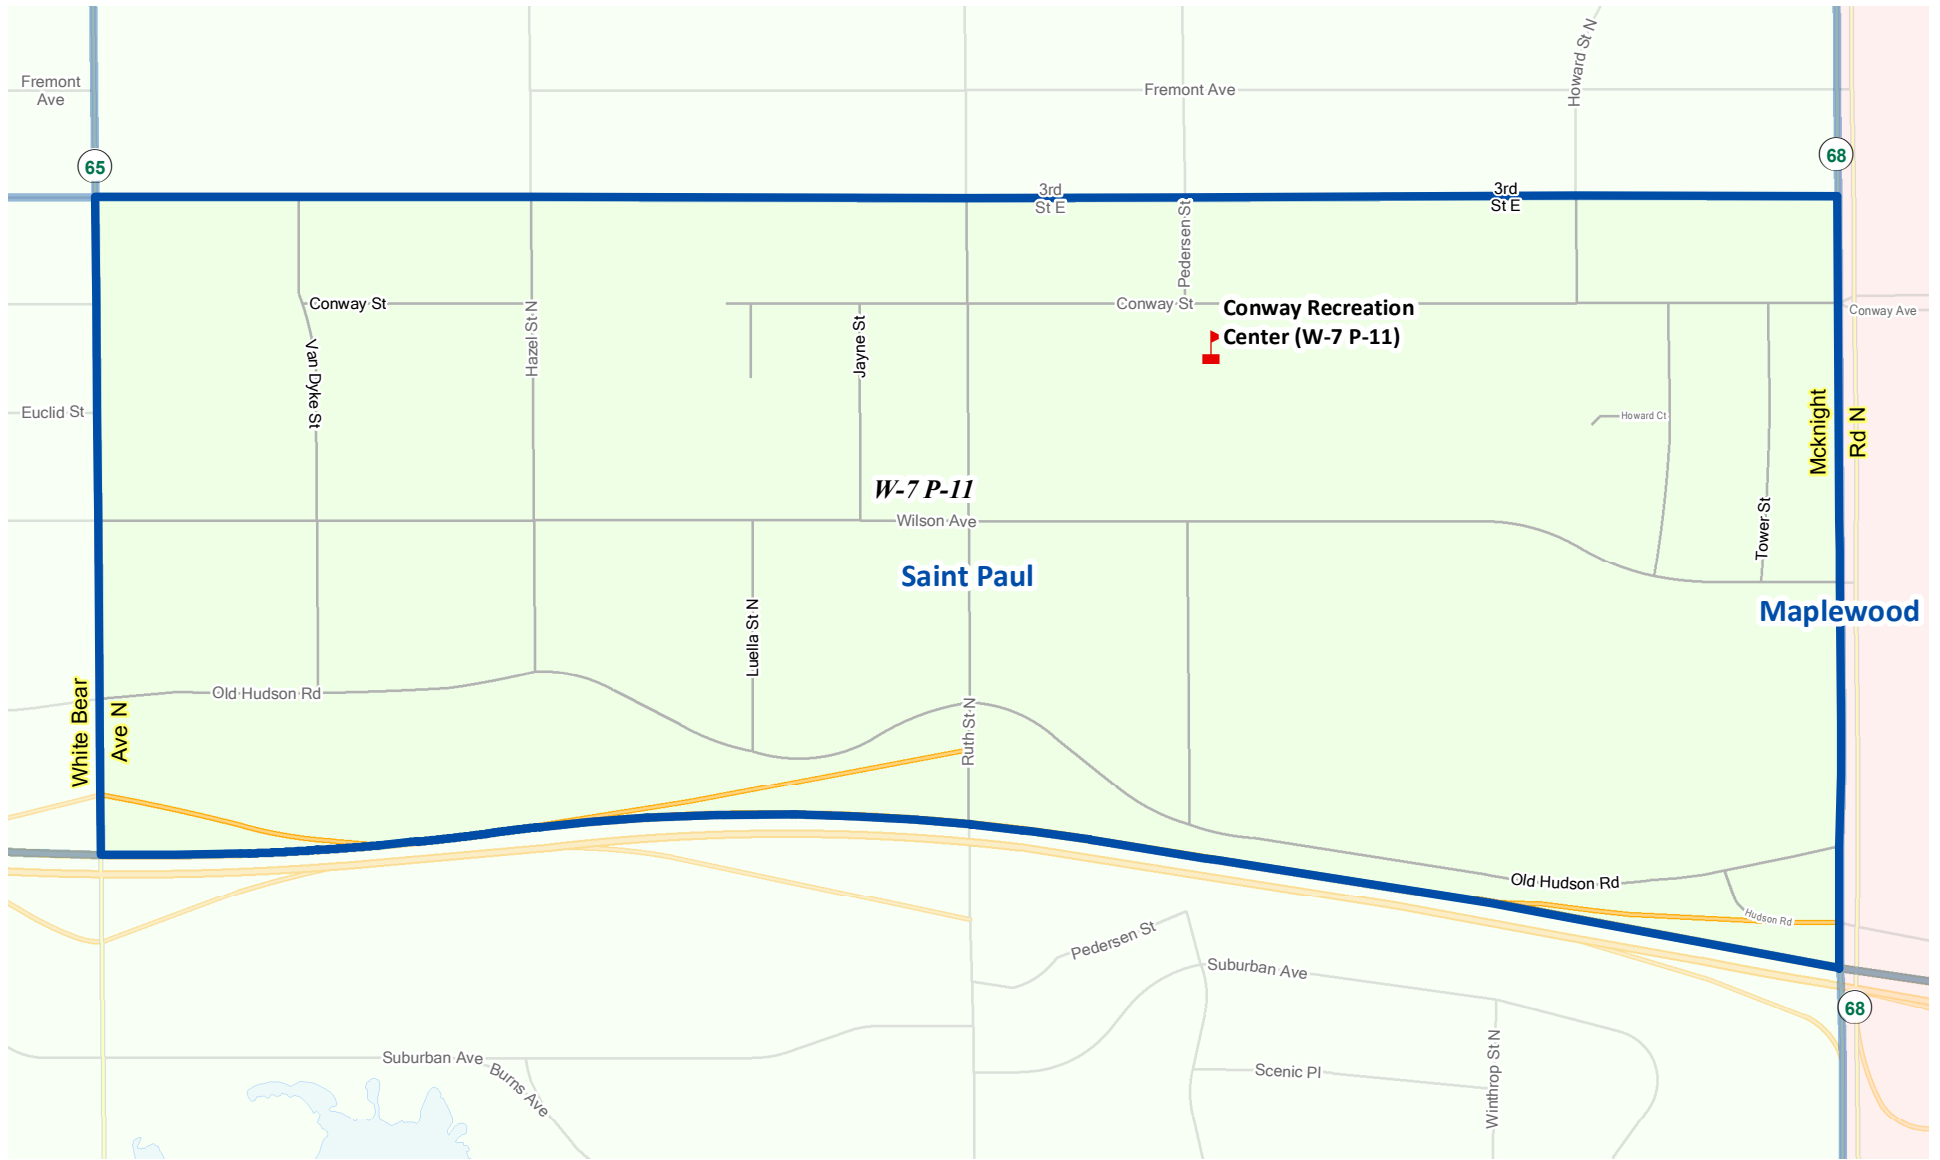 Howard St N
Fremont
Ave
Fremont Ave
65
68
3rd
St E
3rd
St E
Pedersen St
Conway St
Hazel St N
Conway St
Conway Recreation
Center (W-7 P-11)
Conway Ave
Van Dyke St
Jayne St
Euclid St
Howard Ct
Mcknight
Rd N
W-7 P-11
Wilson Ave
Tower St
Saint Paul
Maplewood
Luella St N
White Bear
Ave N
Old Hudson Rd
Ruth St N
Old Hudson Rd
Hudson Rd
Pedersen St
Suburban Ave
68
Suburban Ave
Burns Ave
Scenic Pl
Winthrop St N